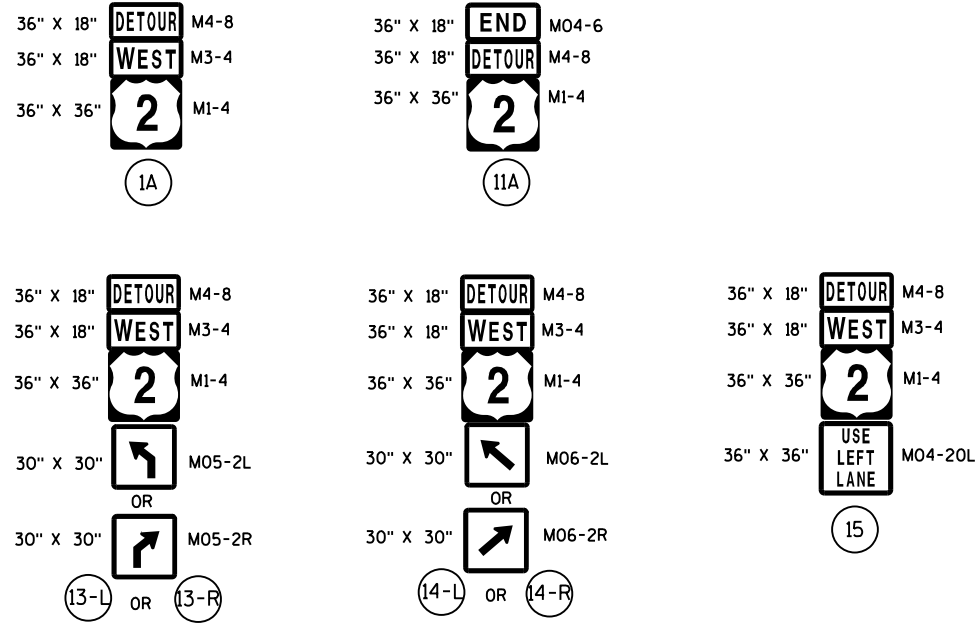 36" X 18" DETOUR M4-8
36" X 18" WEST M3-4
36" X 36" 2 M1-4
1A
36" X 18" END M04-6
36" X 18" DETOUR M4-8
36" X 36" 2 M1-4
11A
36" X 18" DETOUR M4-8
36" X 18" WEST M3-4
36" X 36" 2 M1-4
30" X 30" M05-2L
OR
30" X 30" M05-2R
13-L OR 13-R
36" X 18" DETOUR M4-8
36" X 18" WEST M3-4
36" X 36" 2 M1-4
30" X 30" M06-2L
OR
30" X 30" M06-2R
14-L OR 14-R
36" X 18" DETOUR M4-8
36" X 18" WEST M3-4
36" X 36" 2 M1-4
USE
36" X 36" LEFT M04-20L
LANE
15